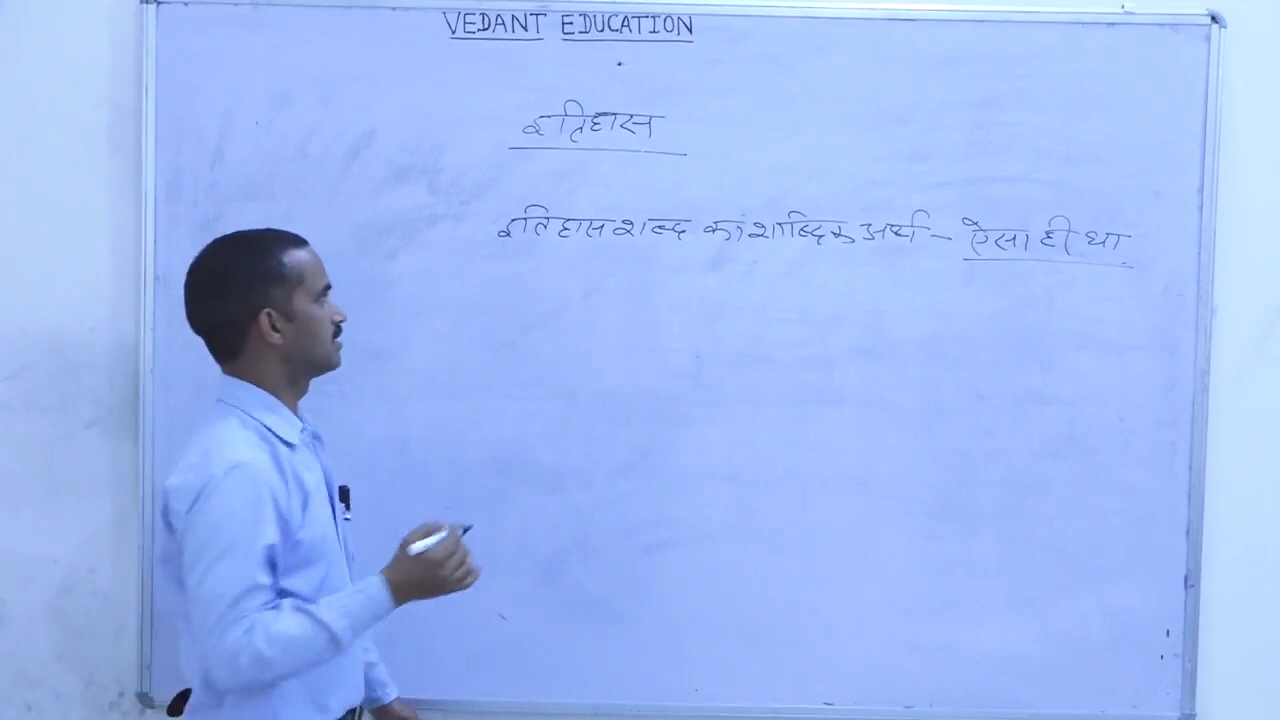 VEDANT EDUCATION
इतिहास
इतिहास शब्द का शाब्दिक अर्थ - ऐसा ही था.